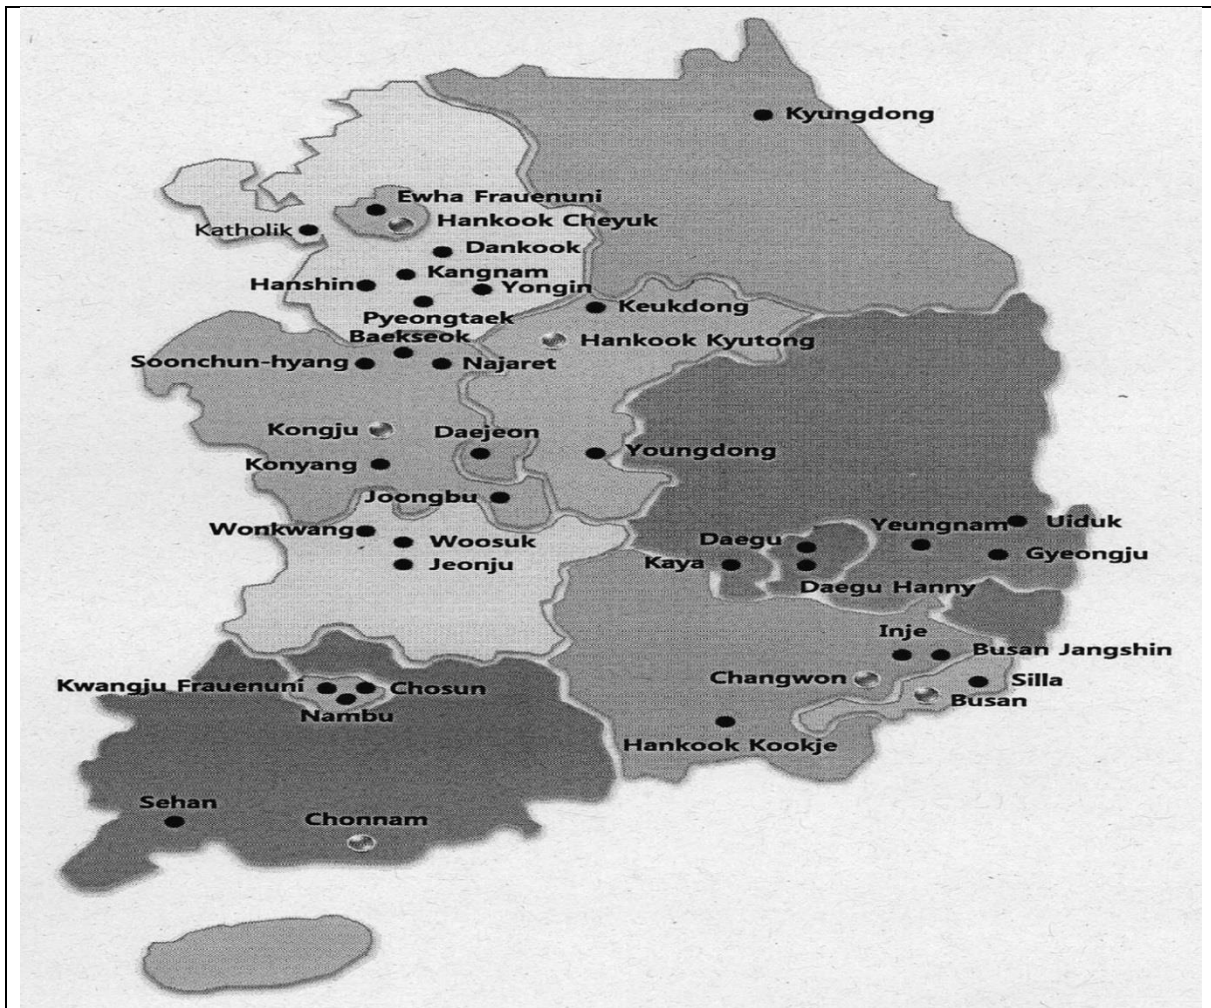 Kyungdong
Ewha Frauenuni
Hankook Cheyuk
Katholik
Dankook
Kangnam
Hanshin
Yongin
Pyeongtaek
Keukdong
Baekseok
Hankook Kyutong
Soonchun-hyang
Najaret
Kongju
Daejeon
Youngdong
Konyang
Joongbu
Wonkwang
Woosuk
Jeonju
Yeungnam
Uiduk
Daegu
Gyeongju
Kaya
Daegu Hanny
Inje
Busan Jangshin
Changwon
Silla
Busan
Kwangju Frauenuni
Chosun
Nambu
Hankook Kookje
Sehan
Chonnam